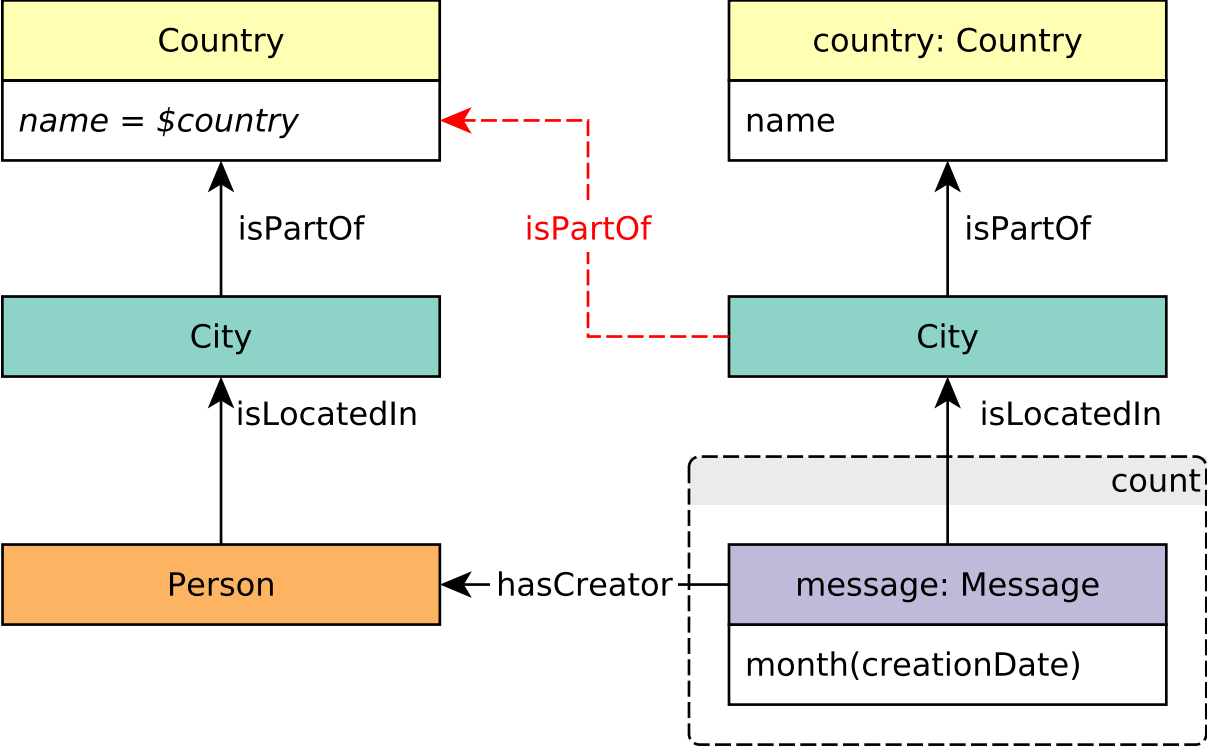 Country
country: Country
name = $country
name
isPartOf
isPartOf
isPartOf
City
City
isLocatedIn
isLocatedIn
count
Person
hasCreator
message: Message
month(creationDate)